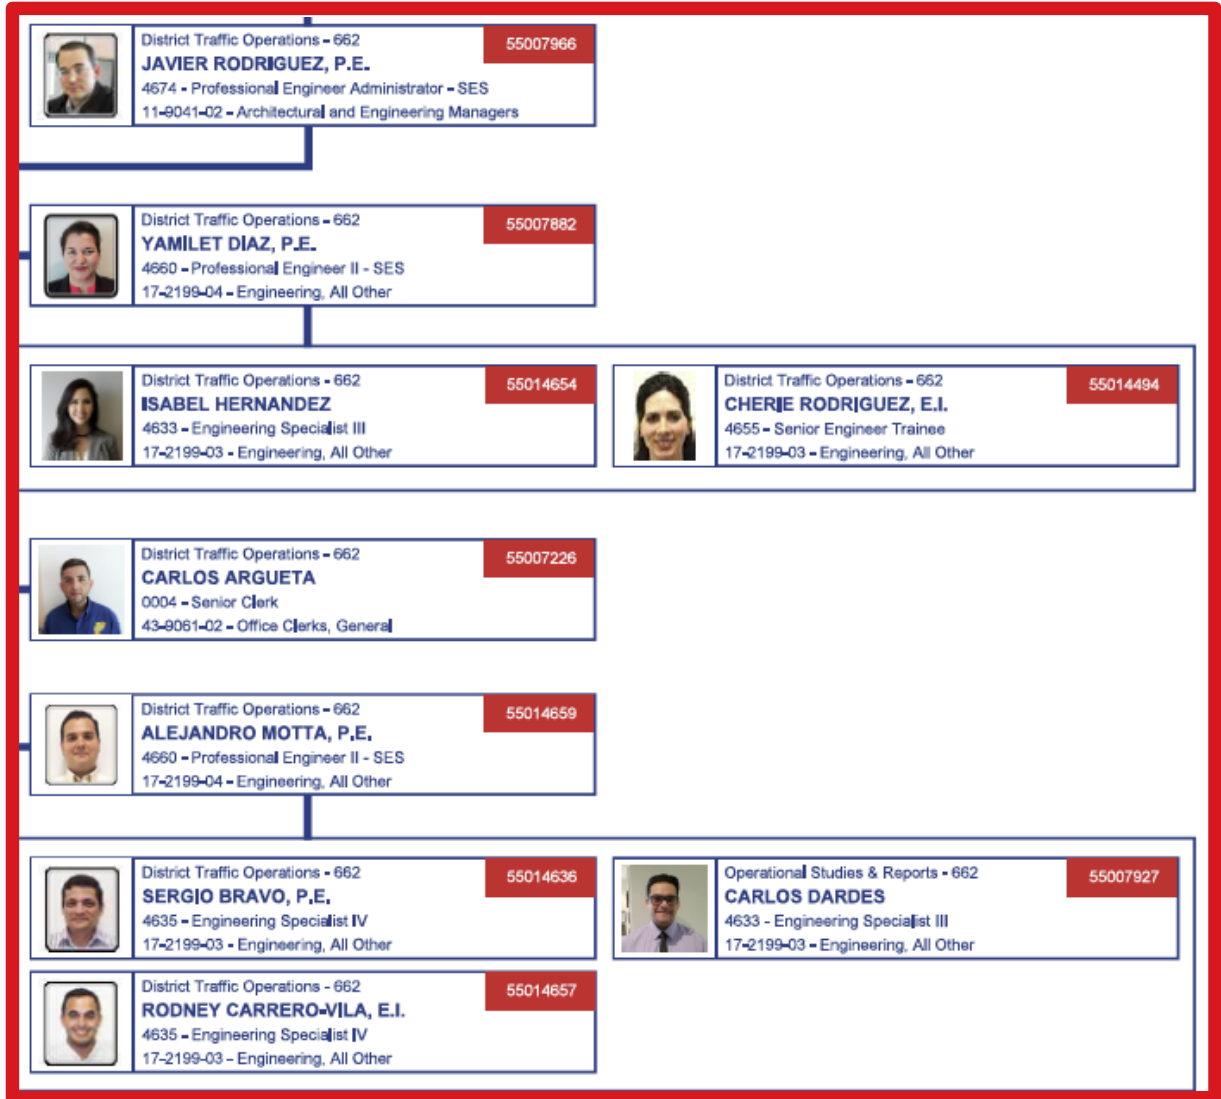 District Traffic Operations - 662
55007966
JAVIER RODRIGUEZ, P.E.
4674 - Professional Engineer Administrator - SES
11-9041-02 - Architectural and Engineering Managers
District Traffic Operations - 662
55007882
YAMILET DIAZ, P.E.
4660 - Professional Engineer II - SES
17-2199-04 - Engineering, All Other
District Traffic Operations - 662
55014654
ISABEL HERNANDEZ
4633 - Engineering Specialist III
17-2199-03 - Engineering, All Other
District Traffic Operations - 662
55014494
CHERIE RODRIGUEZ, E.I.
4655 - Senior Engineer Trainee
17-2199-03 - Engineering, All Other
District Traffic Operations - 662
55007226
CARLOS ARGUETA
0004 - Senior Clerk
43-9061-02 - Office Clerks, General
District Traffic Operations - 662
55014659
ALEJANDRO MOTTA, P.E.
4660 - Professional Engineer II - SES
17-2199-04 - Engineering, All Other
District Traffic Operations - 662
55014636
SERGIO BRAVO, P.E.
4635 - Engineering Specialist IV
17-2199-03 - Engineering, All Other
Operational Studies & Reports - 662
55007927
CARLOS DARDES
4633 - Engineering Specialist III
17-2199-03 - Engineering, All Other
District Traffic Operations - 662
55014657
RODNEY CARRERO-VILA, E.I.
4635 - Engineering Specialist IV
17-2199-03 - Engineering, All Other